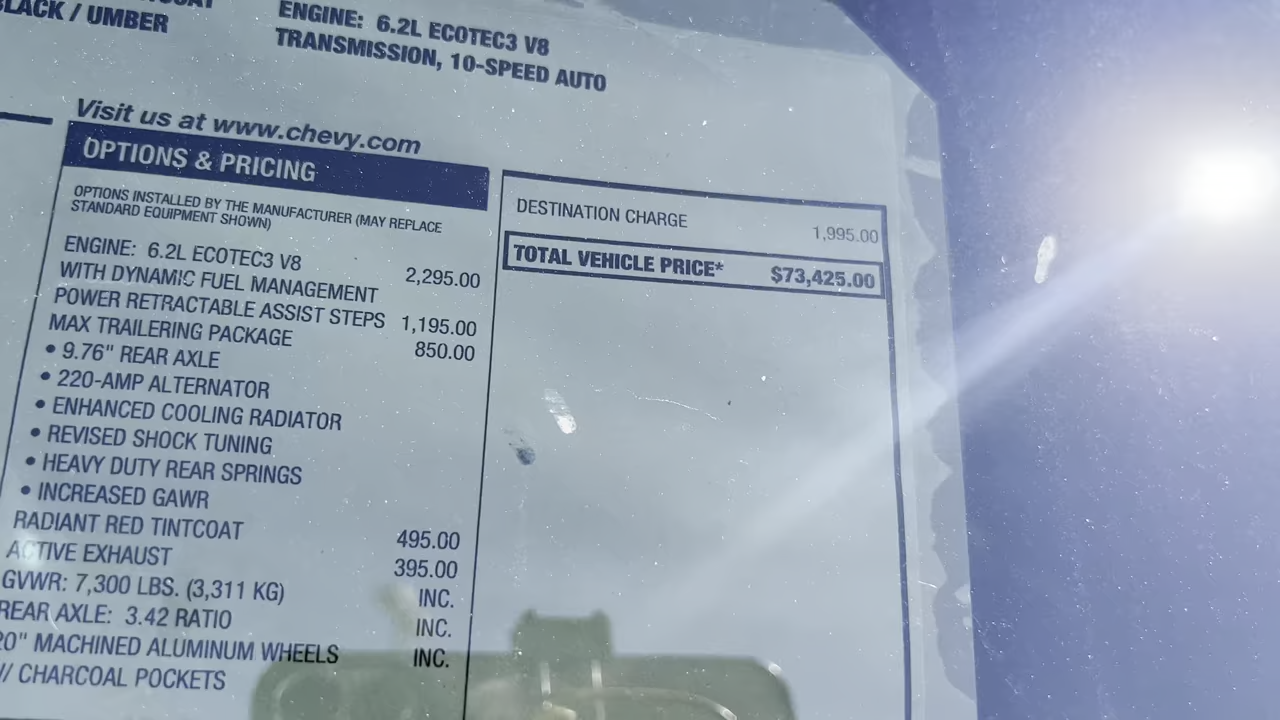 BLACK / UMBER
ENGINE: 6.2L ECOTEC3 V8
TRANSMISSION, 10-SPEED AUTO
Visit us at www.chevy.com
OPTIONS & PRICING
OPTIONS INSTALLED BY THE MANUFACTURER (MAY REPLACE
STANDARD EQUIPMENT SHOWN)
ENGINE: 6.2L ECOTEC3 V8 2,295.00
WITH DYNAMIC FUEL MANAGEMENT
POWER RETRACTABLE ASSIST STEPS 1,195.00
MAX TRAILERING PACKAGE 850.00
• 9.76" REAR AXLE
• 220-AMP ALTERNATOR
• ENHANCED COOLING RADIATOR
• REVISED SHOCK TUNING
• HEAVY DUTY REAR SPRINGS
• INCREASED GAWR
RADIANT RED TINTCOAT 495.00
ACTIVE EXHAUST 395.00
GVWR: 7,300 LBS. (3,311 KG) INC.
REAR AXLE: 3.42 RATIO INC.
20" MACHINED ALUMINUM WHEELS INC.
W/ CHARCOAL POCKETS
DESTINATION CHARGE 1,995.00
TOTAL VEHICLE PRICE* $73,425.00